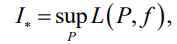 I_* = sup_P L(P, f),